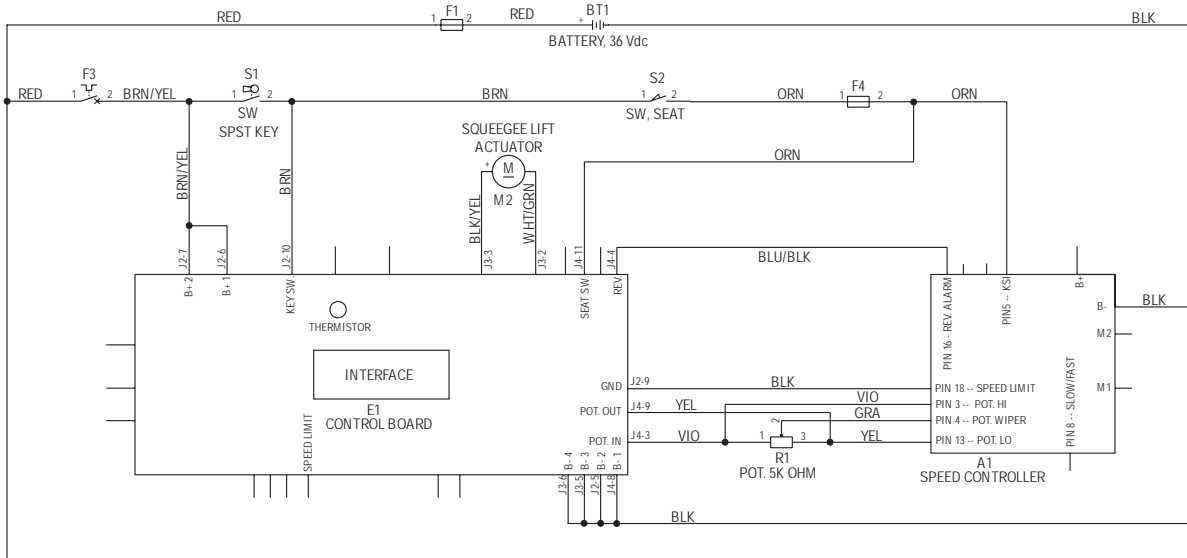 RED
1 F1 2
RED
+ BT1
BATTERY, 36 Vdc
BLK
RED
F3
1 2
BRN/YEL
S1
1 2
SW
SPST KEY
BRN
S2
1 2
SW, SEAT
ORN
F4
1 2
ORN
ORN
BRN/YEL
BRN
SQUEEGEE LIFT
ACTUATOR
+
M
M2
BLK/YEL
WHT/GRN
J2-7
J2-6
J2-10
J3-3
J3-2
J4-11
J4-4
BLU/BLK
B+ 2
B+ 1
KEY SW.
SEAT SW.
REV.
THERMISTOR
INTERFACE
E1
CONTROL BOARD
SPEED LIMIT
GND
J2-9
BLK
POT. OUT
J4-9
YEL
POT. IN
J4-3
VIO
VIO
GRA
YEL
1 2 3
R1
POT. 5K OHM
B- 4
B- 3
B- 2
B- 1
J3-6
J3-5
J2-5
J4-8
BLK
PIN 16 - REV. ALARM
PIN5 -- KSI
B+
B-
BLK
M2
M1
PIN 18 -- SPEED LIMIT
PIN 3 -- POT. HI
PIN 4 -- POT. WIPER
PIN 13 -- POT. LO
PIN 8 -- SLOW/FAST
A1
SPEED CONTROLLER